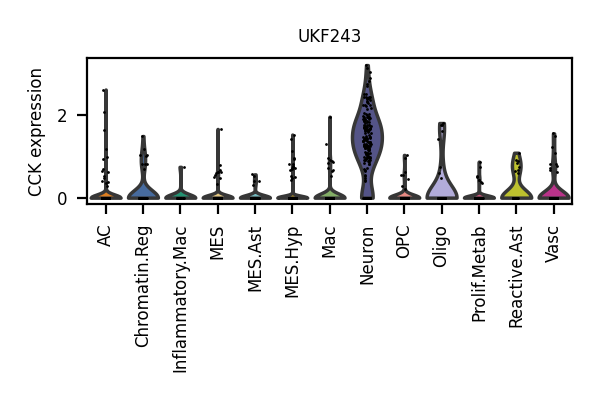 UKF243
CCK expression
2
0
AC
Chromatin.Reg
Inflammatory.Mac
MES
MES.Ast
MES.Hyp
Mac
Neuron
OPC
Oligo
Prolif.Metab
Reactive.Ast
Vasc